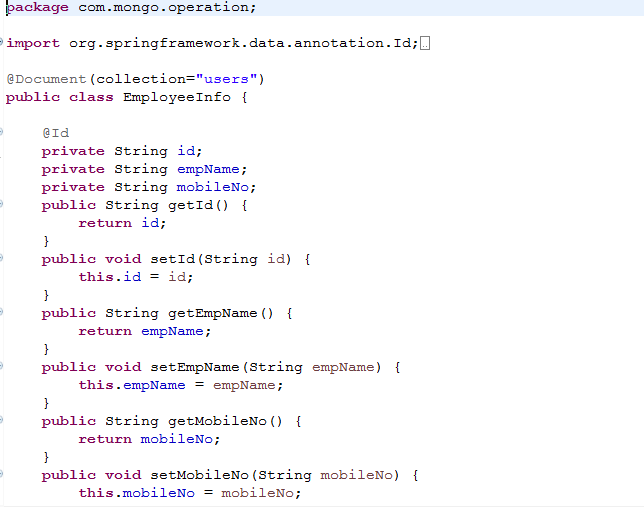 package com.mongo.operation;
import org.springframework.data.annotation.Id;
@Document(collection="users")
public class EmployeeInfo {
@Id
private String id;
private String empName;
private String mobileNo;
public String getId() {
return id;
}
public void setId(String id) {
this.id = id;
}
public String getEmpName() {
return empName;
}
public void setEmpName(String empName) {
this.empName = empName;
}
public String getMobileNo() {
return mobileNo;
}
public void setMobileNo(String mobileNo) {
this.mobileNo = mobileNo;